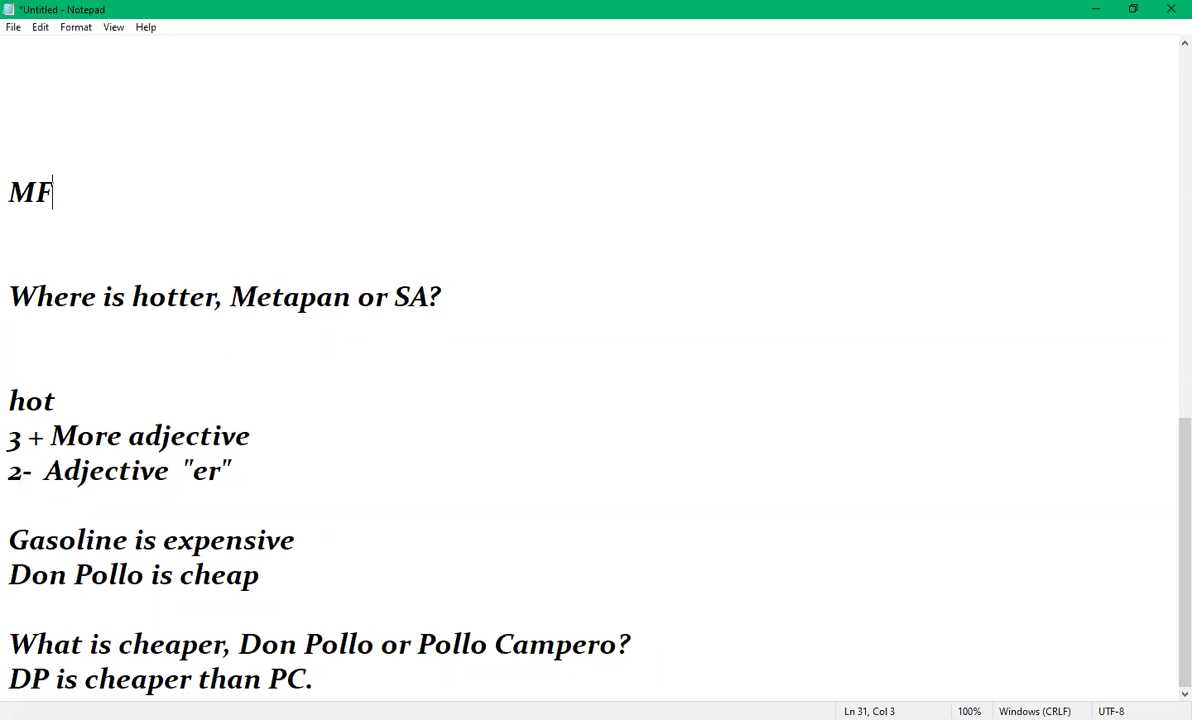 *Untitled - Notepad
File Edit Format View Help
MF
Where is hotter, Metapan or SA?
hot
3 + More adjective
2- Adjective "er"
Gasoline is expensive
Don Pollo is cheap
What is cheaper, Don Pollo or Pollo Campero?
DP is cheaper than PC.
Ln 31, Col 3 100% Windows (CRLF) UTF-8